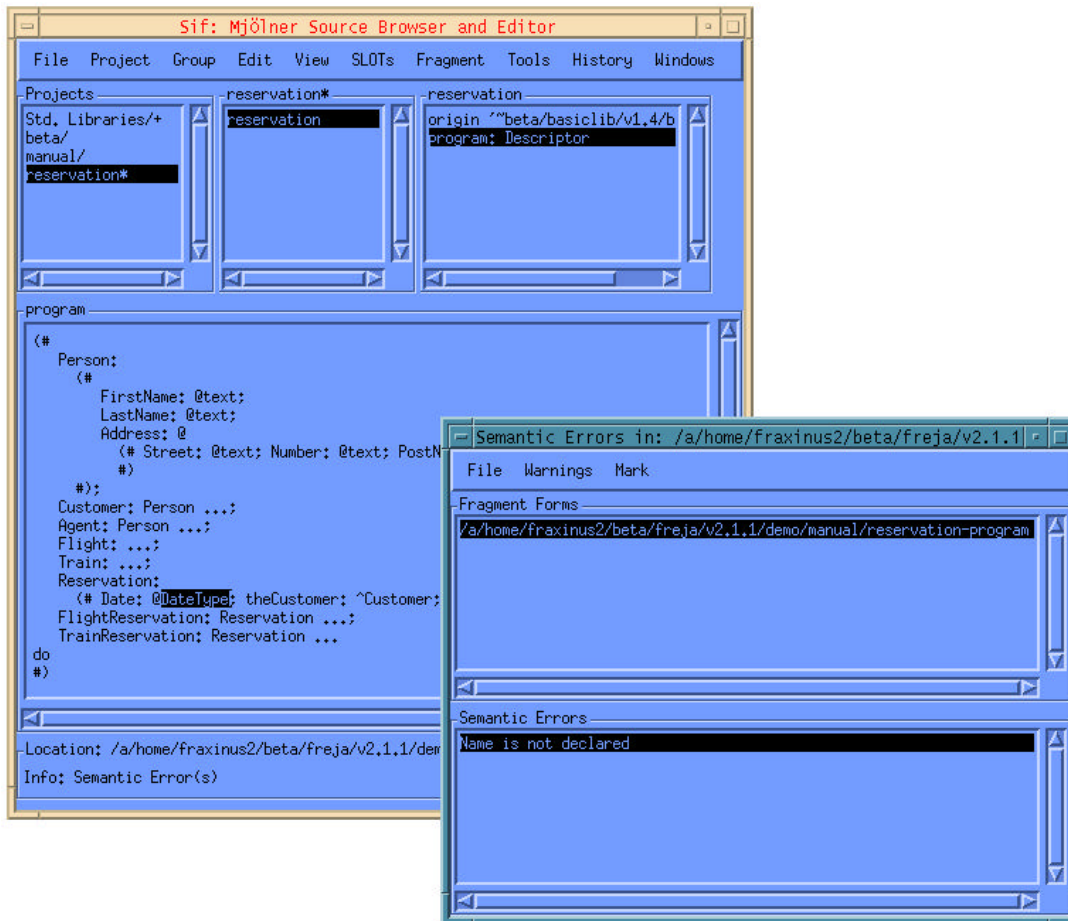 Sif: Mjölner Source Browser and Editor
File Project Group Edit View SLOTs Fragment Tools History Windows
Projects
Std. Libraries/+
beta/
manual/
reservation*
reservation*
reservation
reservation
origin '~beta/basiclib/v1.4/b
program: Descriptor
program
(#
Person:
(#
FirstName: @text;
LastName: @text;
Address: @
(# Street: @text; Number: @text; PostN
#)
#);
Customer: Person ...;
Agent: Person ...;
Flight: ...;
Train: ...;
Reservation:
(# Date: @DateType; theCustomer: ^Customer;
FlightReservation: Reservation ...;
TrainReservation: Reservation ...
do
#)
Location: /a/home/fraxinus2/beta/freja/v2.1.1/dem
Info: Semantic Error(s)
Semantic Errors in: /a/home/fraxinus2/beta/freja/v2.1.1
File Warnings Mark
Fragment Forms
/a/home/fraxinus2/beta/freja/v2.1.1/demo/manual/reservation-program
Semantic Errors
Name is not declared